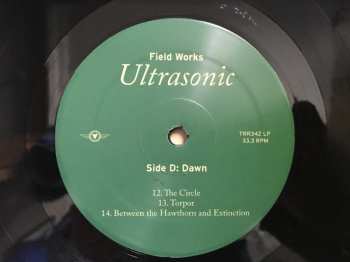 Field Works
Ultrasonic
TRR342 LP
33.3 RPM
Side D: Dawn
12. The Circle
13. Torpor
14. Between the Hawthorn and Extinction